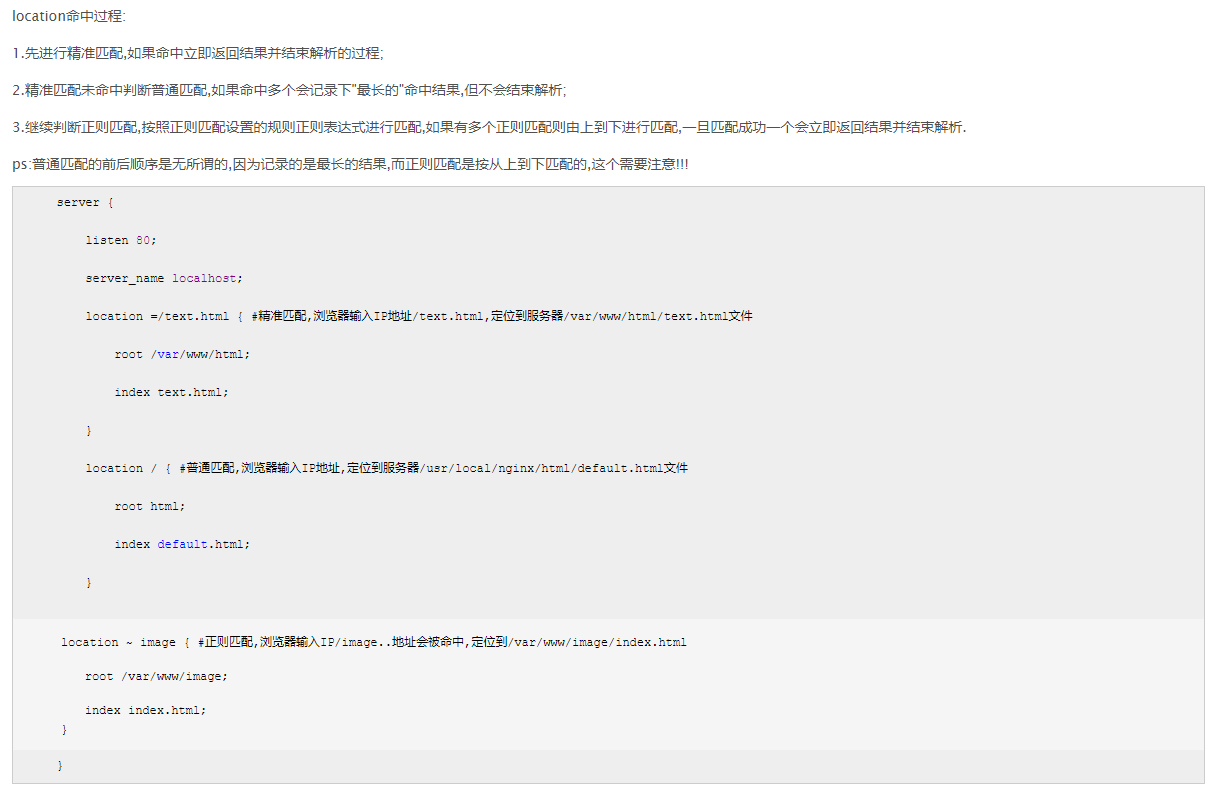 location命中过程:
1.先进行精准匹配,如果命中立即返回结果并结束解析的过程;
2.精准匹配未命中判断普通匹配,如果命中多个会记录下"最长的"命中结果,但不会结束解析;
3.继续判断正则匹配,按照正则匹配设置的规则正则表达式进行匹配,如果有多个正则匹配则由上到下进行匹配,一旦匹配成功一个会立即返回结果并结束解析.
ps:普通匹配的前后顺序是无所谓的,因为记录的是最长的结果,而正则匹配是按从上到下匹配的,这个需要注意!!!
server {
listen 80;
server_name localhost;
location =/text.html { #精准匹配,浏览器输入IP地址/text.html,定位到服务器/var/www/html/text.html文件
root /var/www/html;
index text.html;
}
location / { #普通匹配,浏览器输入IP地址,定位到服务器/usr/local/nginx/html/default.html文件
root html;
index default.html;
}
location ~ image { #正则匹配,浏览器输入IP/image..地址会被命中,定位到/var/www/image/index.html
root /var/www/image;
index index.html;
}
}